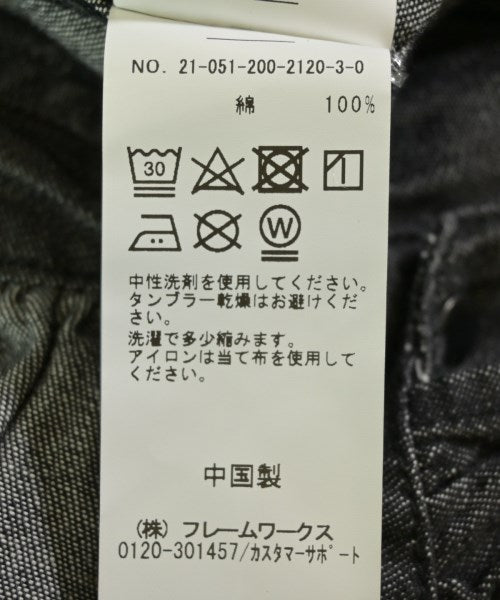 NO. 21-051-200-2120-3-0
綿 100%
30
W
中性洗剤を使用してください。
タンブラー乾燥はお避けくだ
さい。
洗濯で多少縮みます。
アイロンは当て布を使用して
ください。
中国製
(株) フレームワークス
0120-301457/カスタマーサポート